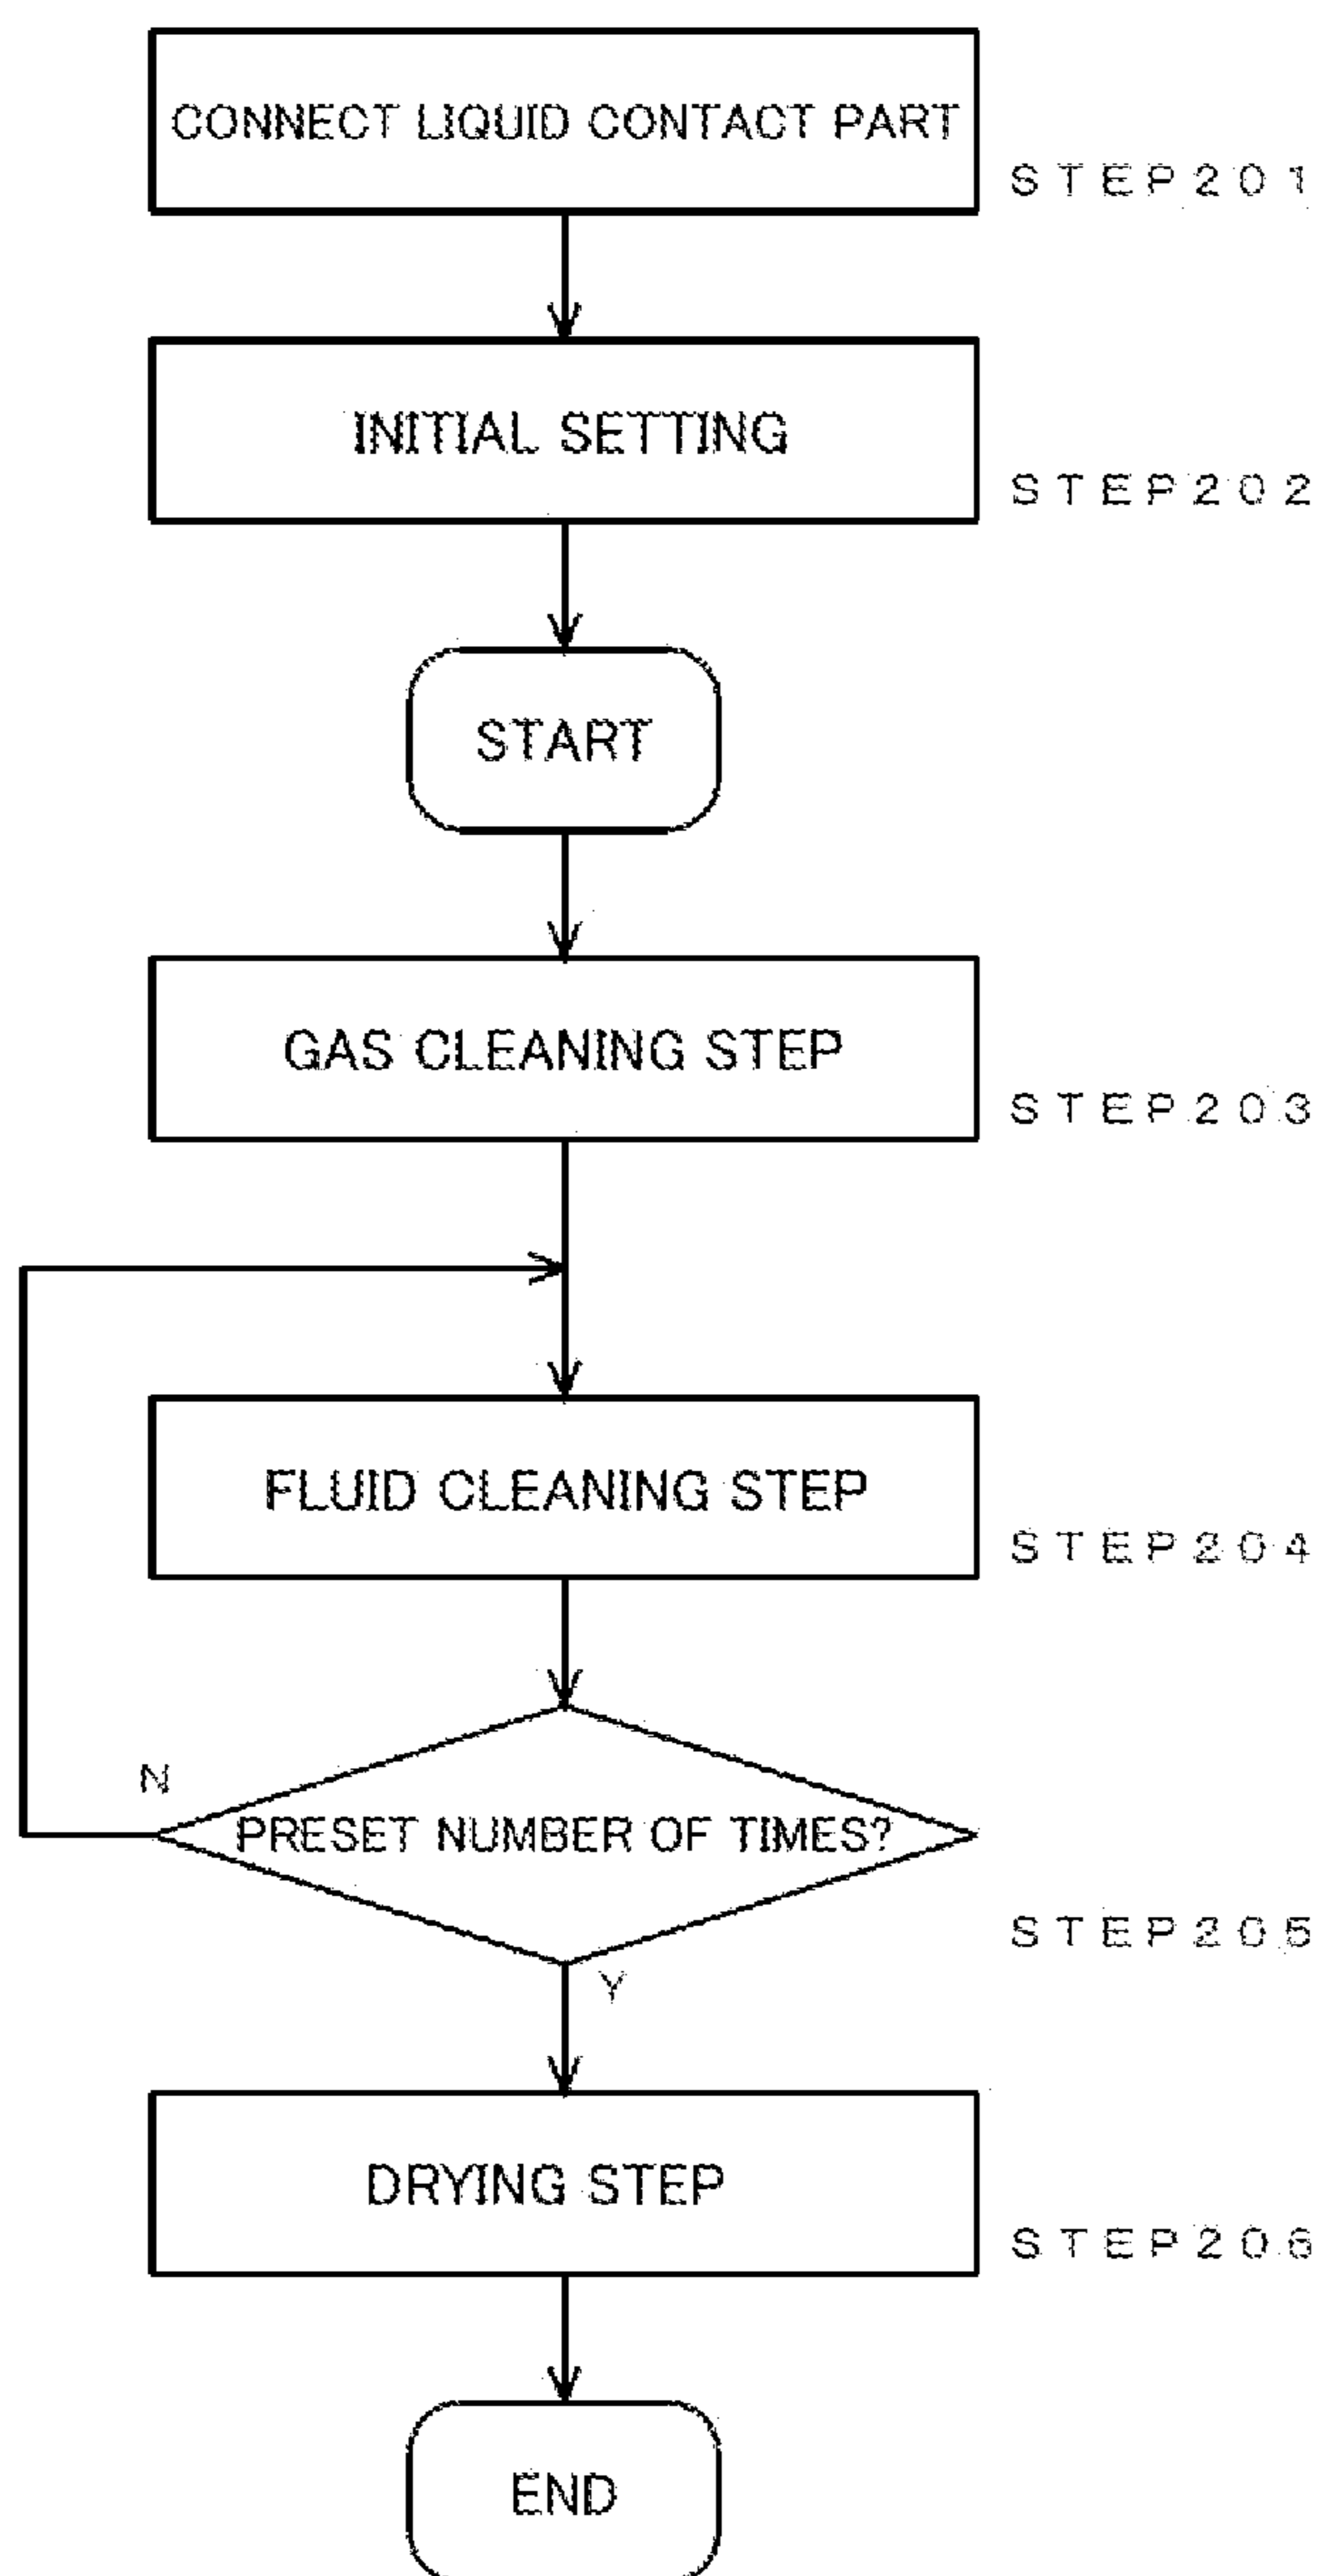 CONNECT LIQUID CONTACT PART
STEP201
INITIAL SETTING
STEP202
START
GAS CLEANING STEP
STEP203
FLUID CLEANING STEP
STEP204
N
PRESET NUMBER OF TIMES?
STEP205
Y
DRYING STEP
STEP206
END